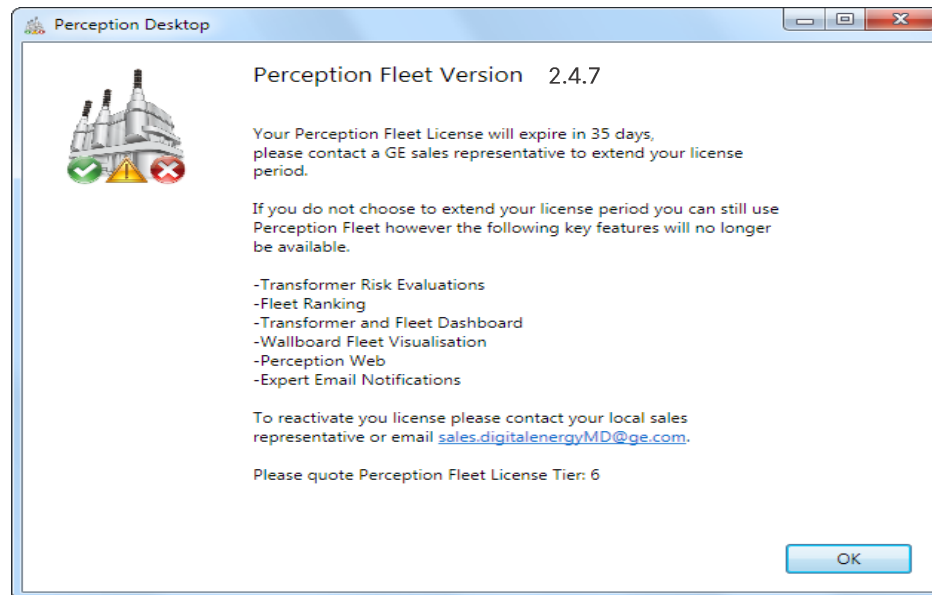 Perception Desktop
Perception Fleet Version 2.4.7
Your Perception Fleet License will expire in 35 days,
please contact a GE sales representative to extend your license
period.
If you do not choose to extend your license period you can still use
Perception Fleet however the following key features will no longer
be available.
-Transformer Risk Evaluations
-Fleet Ranking
-Transformer and Fleet Dashboard
-Wallboard Fleet Visualisation
-Perception Web
-Expert Email Notifications
To reactivate you license please contact your local sales
representative or email sales.digitalenergyMD@ge.com.
Please quote Perception Fleet License Tier: 6
OK